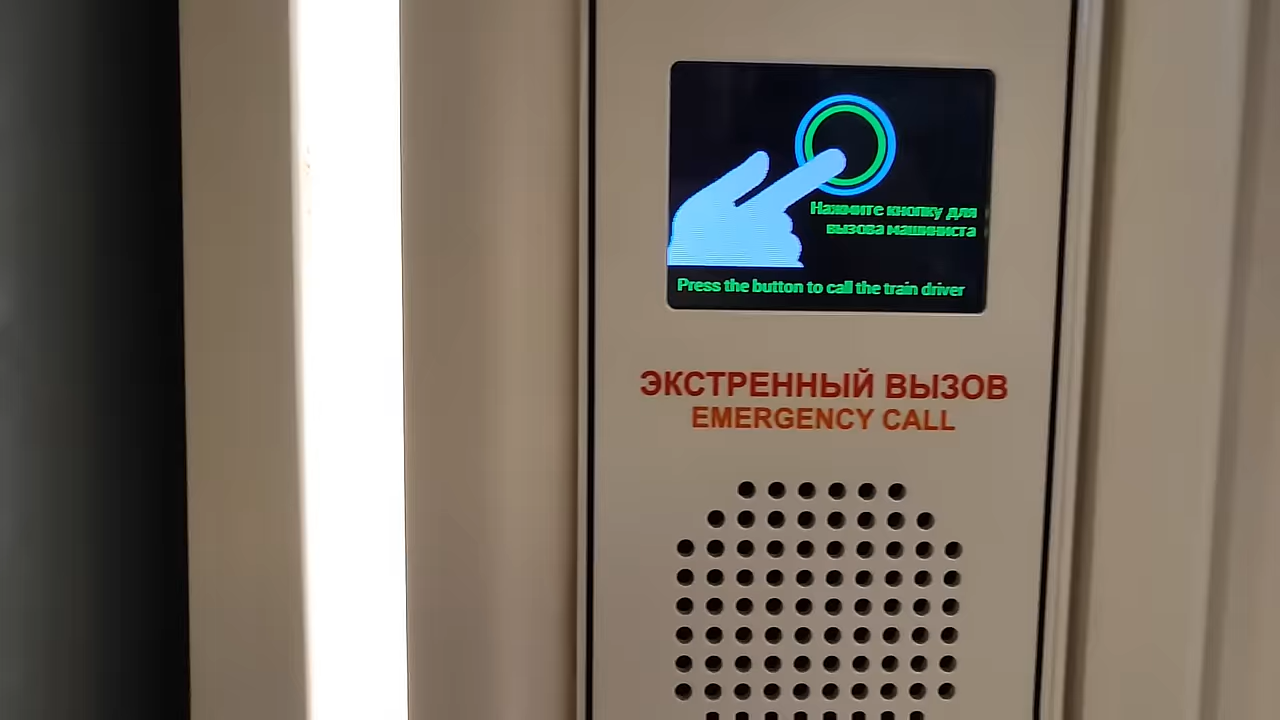 Нажмите кнопку для
вызова машиниста
Press the button to call the train driver
ЭКСТРЕННЫЙ ВЫЗОВ
EMERGENCY CALL